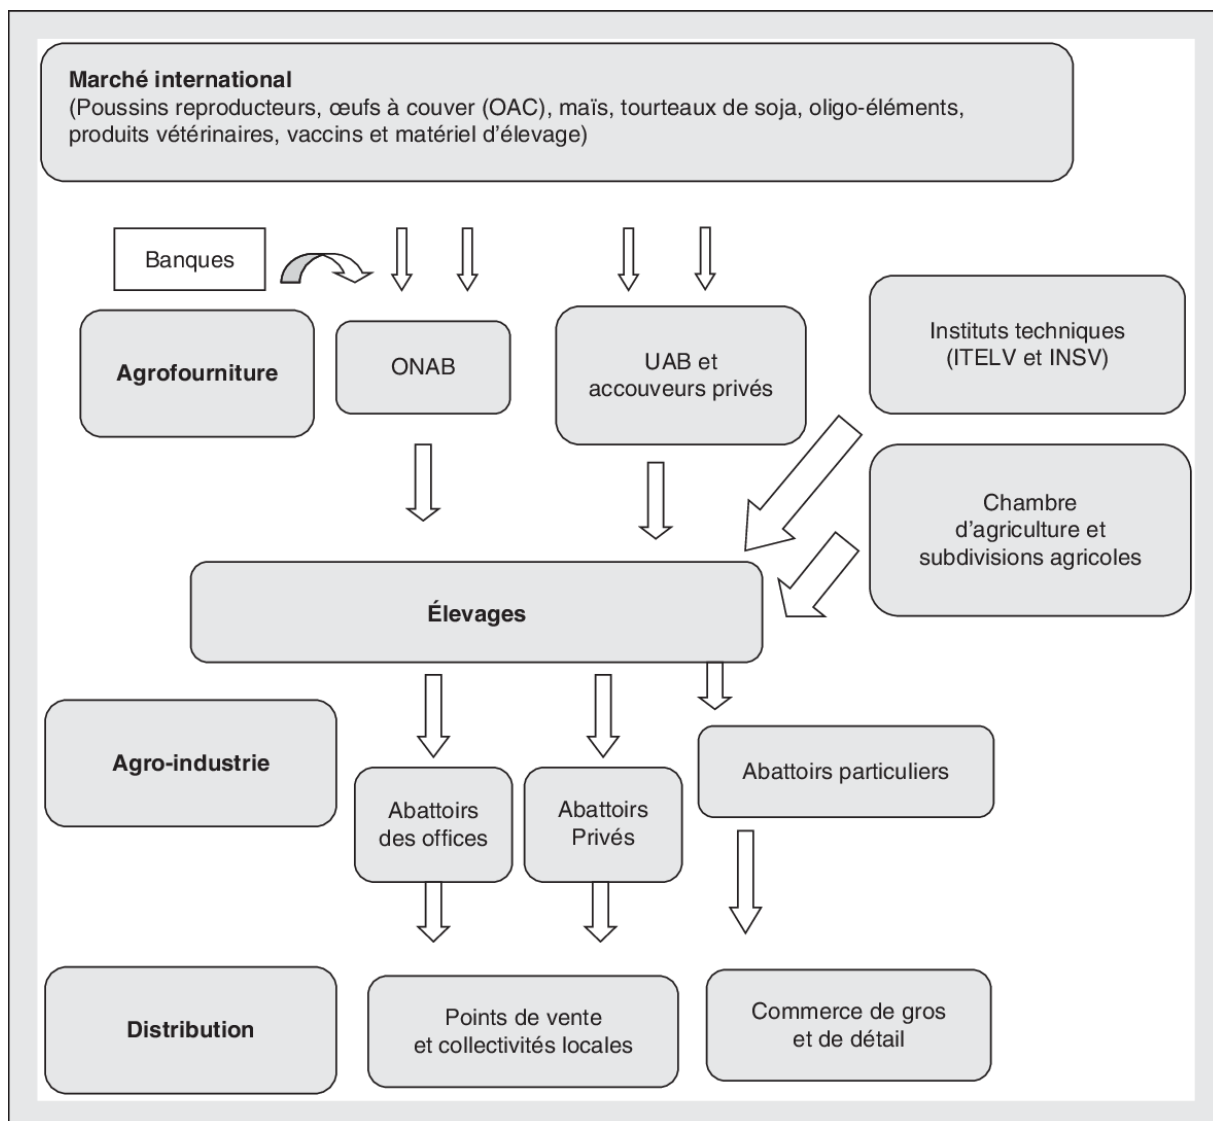 Marché international
(Poussins reproducteurs, œufs à couver (OAC), maïs, tourteaux de soja, oligo-éléments,
produits vétérinaires, vaccins et matériel d'élevage)
Banques
Agrofourniture
ONAB
UAB et
accouveurs privés
Instituts techniques
(ITELV et INSV)
Chambre
d'agriculture et
subdivisions agricoles
Élevages
Agro-industrie
Abattoirs
des offices
Abattoirs
Privés
Abattoirs particuliers
Distribution
Points de vente
et collectivités locales
Commerce de gros
et de détail